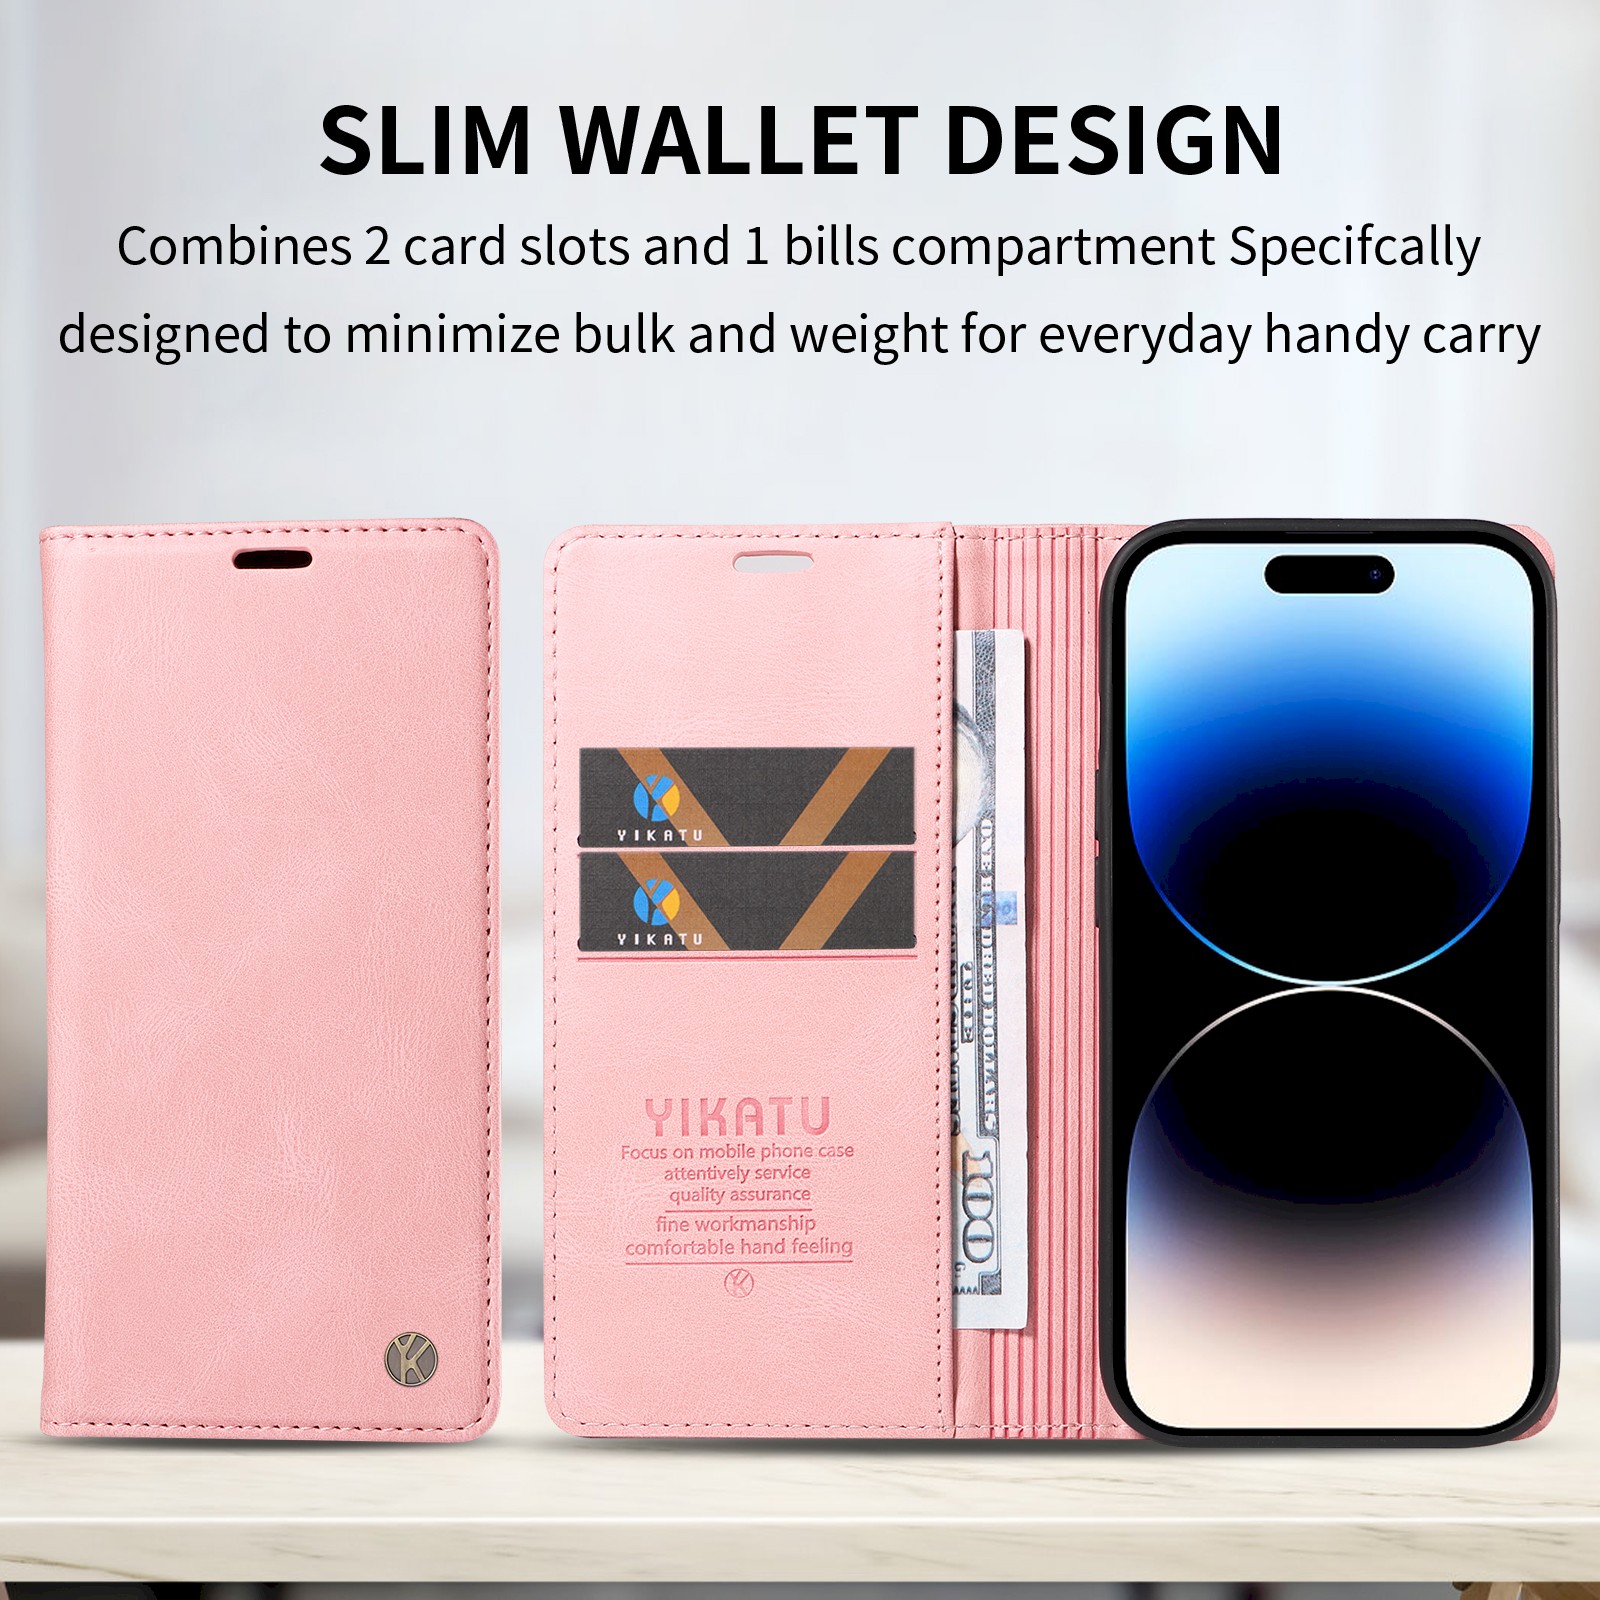 SLIM WALLET DESIGN
Combines 2 card slots and 1 bills compartment Specifcally
designed to minimize bulk and weight for everyday handy carry
YIKATU
YIKATU
YIKATU
Focus on mobile phone case
attentively service
quality assurance
fine workmanship
comfortable hand feeling
100